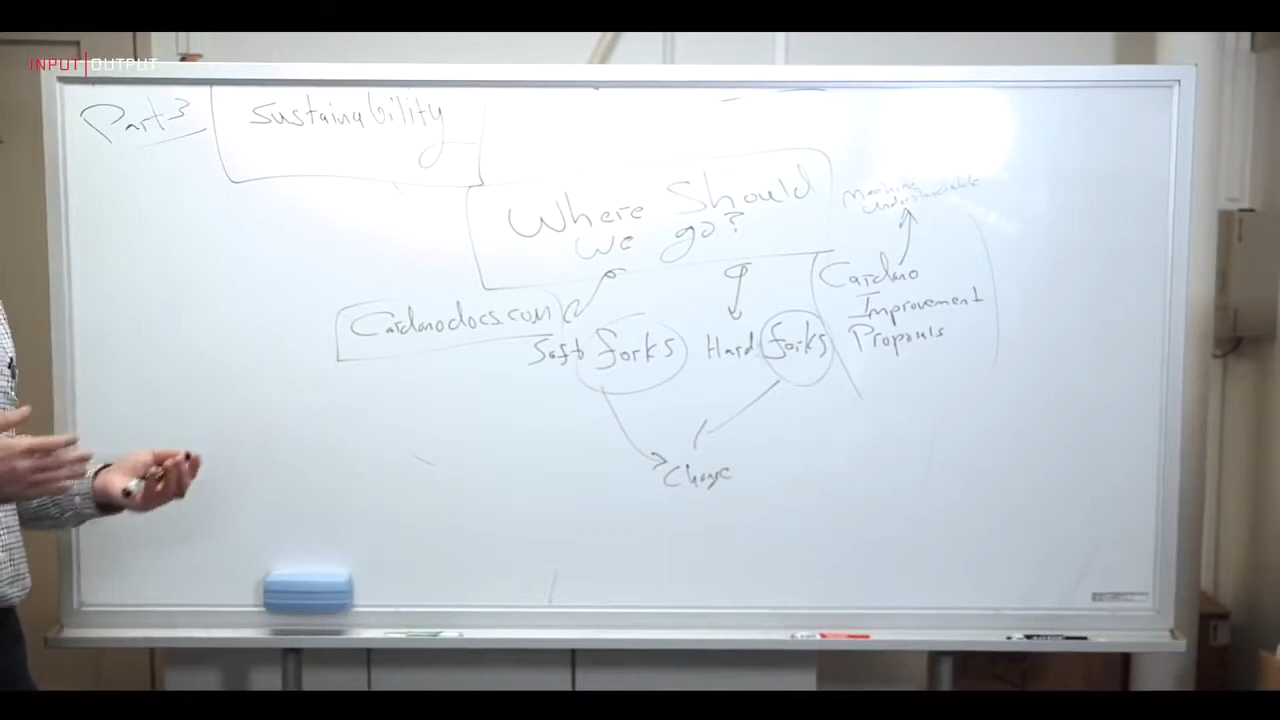 INPUT|OUTPUT
Part 3
Sustainability
Where Should
we go?
Machine
Understandable
Cardano
Improvement
Proposals
Cardanodocs.com
Soft forks
Hard forks
Change